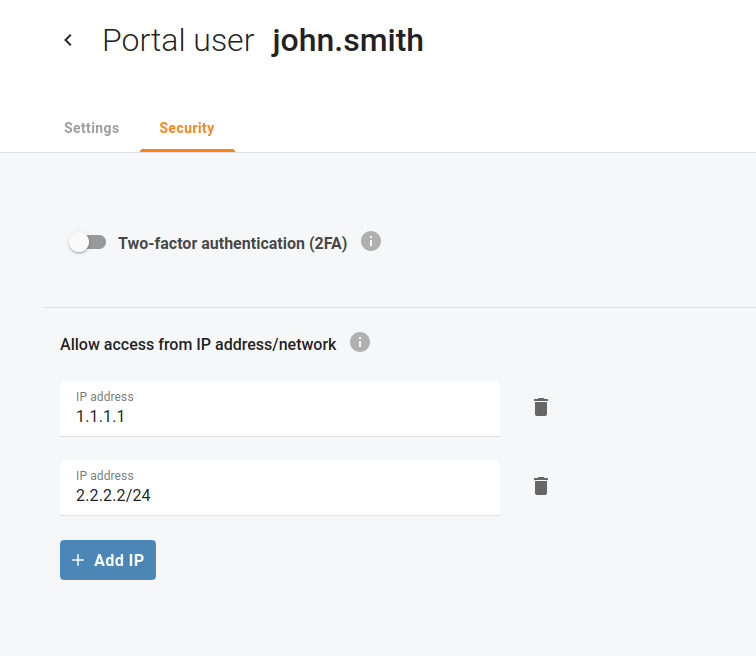 Portal user john.smith
Settings Security
Two-factor authentication (2FA)
Allow access from IP address/network
IP address
1.1.1.1
IP address
2.2.2.2/24
+ Add IP